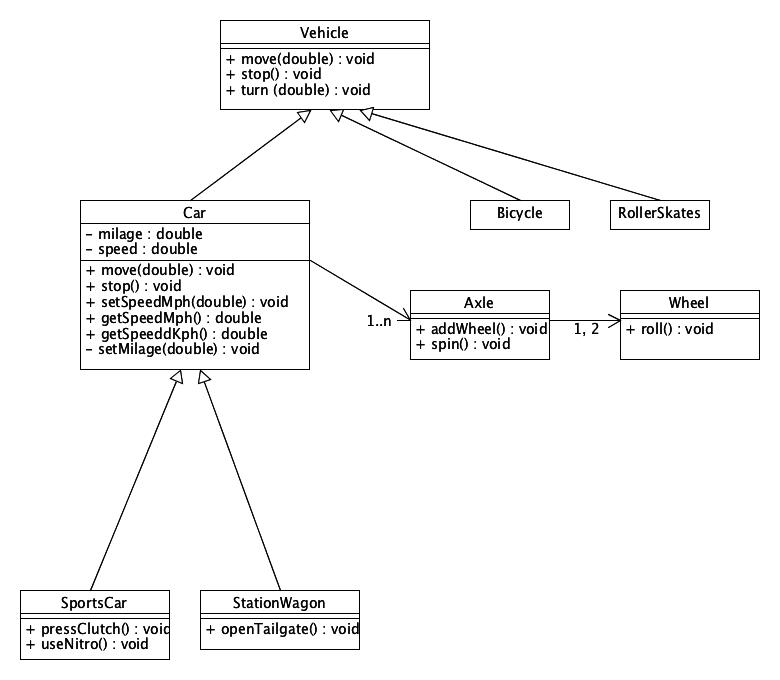 Vehicle
+ move(double) : void
+ stop() : void
+ turn (double) : void
Car
- milage : double
- speed : double
+ move(double) : void
+ stop() : void
+ setSpeedMph(double) : void
+ getSpeedMph() : double
+ getSpeeddKph() : double
- setMilage(double) : void
Bicycle
RollerSkates
1..n
Axle
+ addWheel() : void
+ spin() : void
1, 2
Wheel
+ roll() : void
SportsCar
+ pressClutch() : void
+ useNitro() : void
StationWagon
+ openTailgate() : void